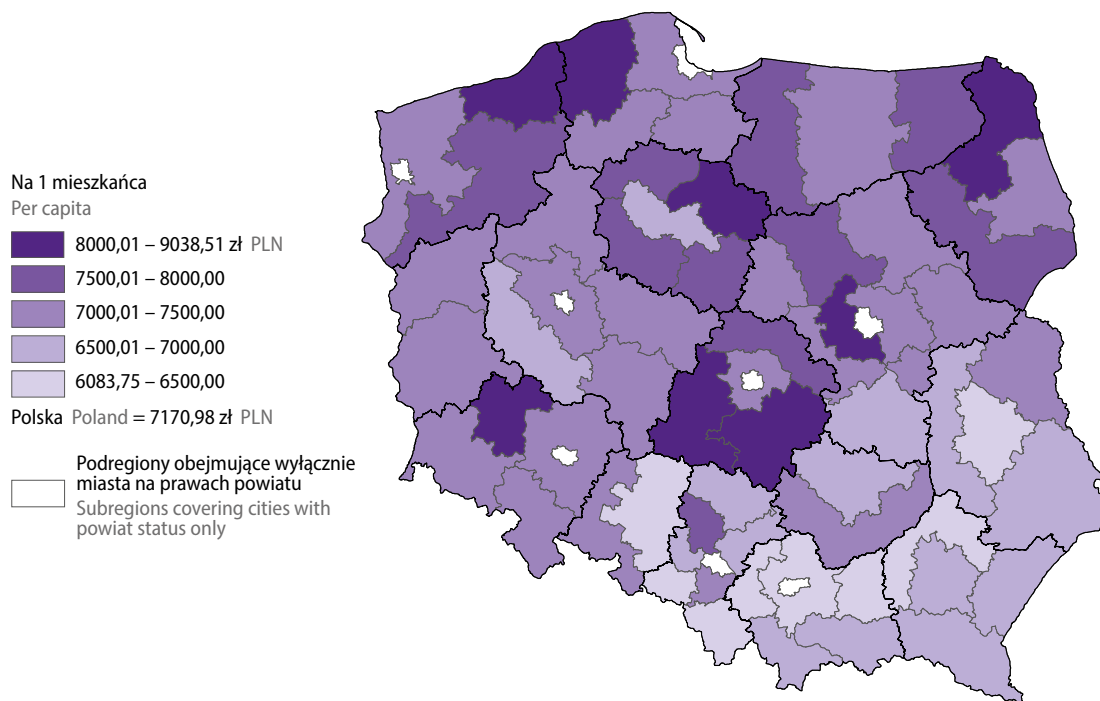 Na 1 mieszkańca
Per capita
8000,01 – 9038,51 zł PLN
7500,01 – 8000,00
7000,01 – 7500,00
6500,01 – 7000,00
6083,75 – 6500,00
Polska Poland = 7170,98 zł PLN
Podregiony obejmujące wyłącznie
miasta na prawach powiatu
Subregions covering cities with
powiat status only